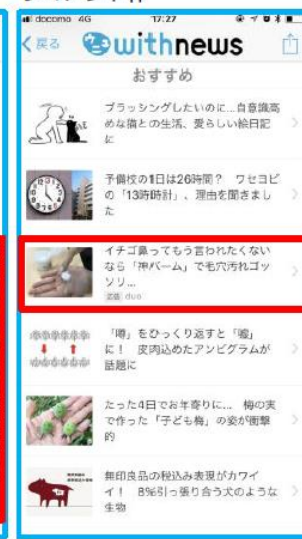 docomo 4G 17:27
戻る withnews
おすすめ
ブラッシングしたいのに…自意識高
めな猫との生活、愛らしい絵日記
に
予備校の1日は26時間？ ワセヨビ
の「13時時計」、理由を聞きまし
た
イチゴ鼻ってもう言われたくない
なら「神バーム」で毛穴汚れゴッ
ソリ…
広告 duo
「噂」をひっくり返すと「嘘」
に！ 皮肉込めたアンビグラムが
話題に
たった4日でお年寄りに… 梅の実
で作った「子ども梅」の姿が衝撃
的
無印良品の税込み表現がカワイ
イ！ 8%引っ張り合う犬のような
生物